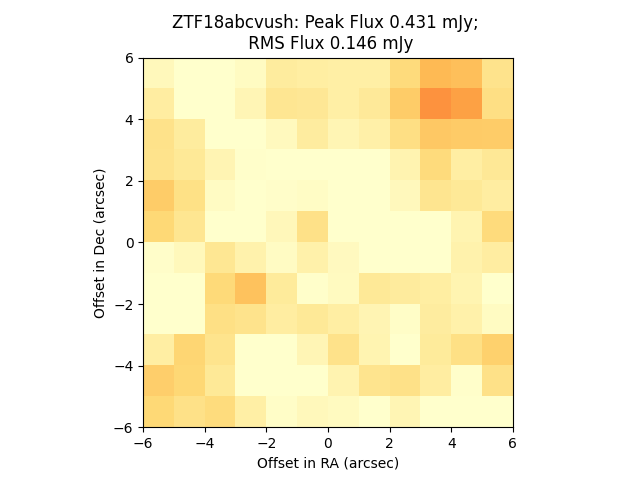 ZTF18abcvush: Peak Flux 0.431 mJy;
RMS Flux 0.146 mJy
6
4
2
0
−2
−4
−6
Offset in Dec (arcsec)
−6 −4 −2 0 2 4 6
Offset in RA (arcsec)